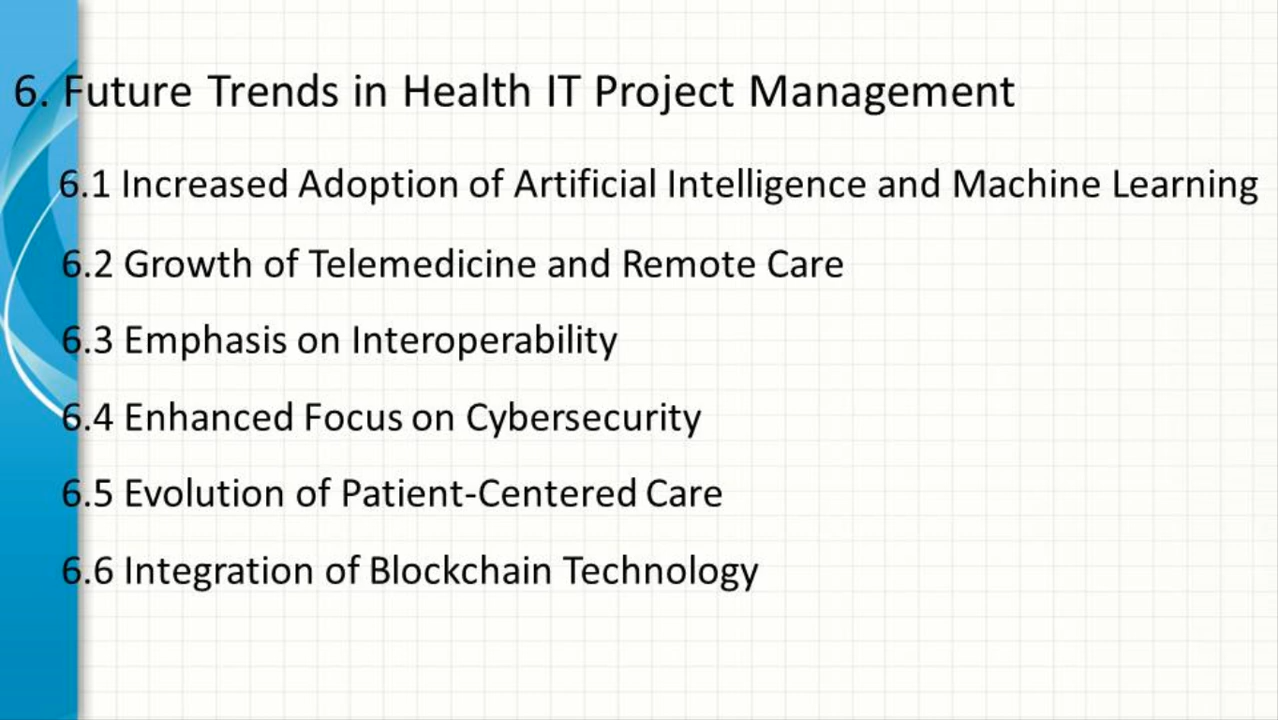 6. Future Trends in Health IT Project Management
6.1 Increased Adoption of Artificial Intelligence and Machine Learning
6.2 Growth of Telemedicine and Remote Care
6.3 Emphasis on Interoperability
6.4 Enhanced Focus on Cybersecurity
6.5 Evolution of Patient-Centered Care
6.6 Integration of Blockchain Technology